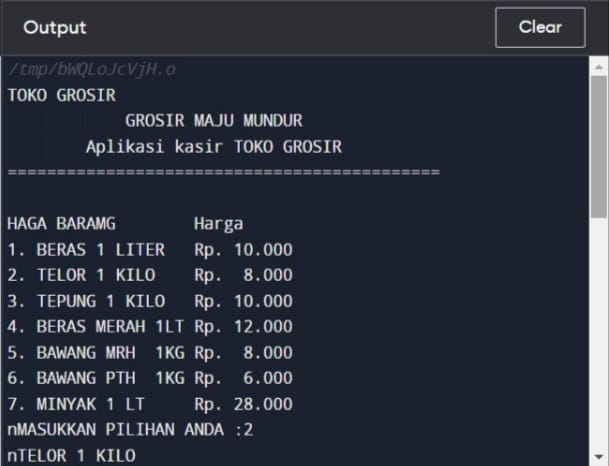 Output
Clear
/tmp/bWQLoJcVjH.o
TOKO GROSIR
GROSIR MAJU MUNDUR
Aplikasi kasir TOKO GROSIR
============================================
HAGA BARAMG Harga
1. BERAS 1 LITER Rp. 10.000
2. TELOR 1 KILO Rp. 8.000
3. TEPUNG 1 KILO Rp. 10.000
4. BERAS MERAH 1LT Rp. 12.000
5. BAWANG MRH 1KG Rp. 8.000
6. BAWANG PTH 1KG Rp. 6.000
7. MINYAK 1 LT Rp. 28.000
nMASUKKAN PILIHAN ANDA :2
nTELOR 1 KILO